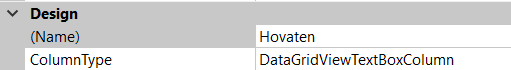 Design
(Name) Hovaten
ColumnType DataGridViewTextBoxColumn